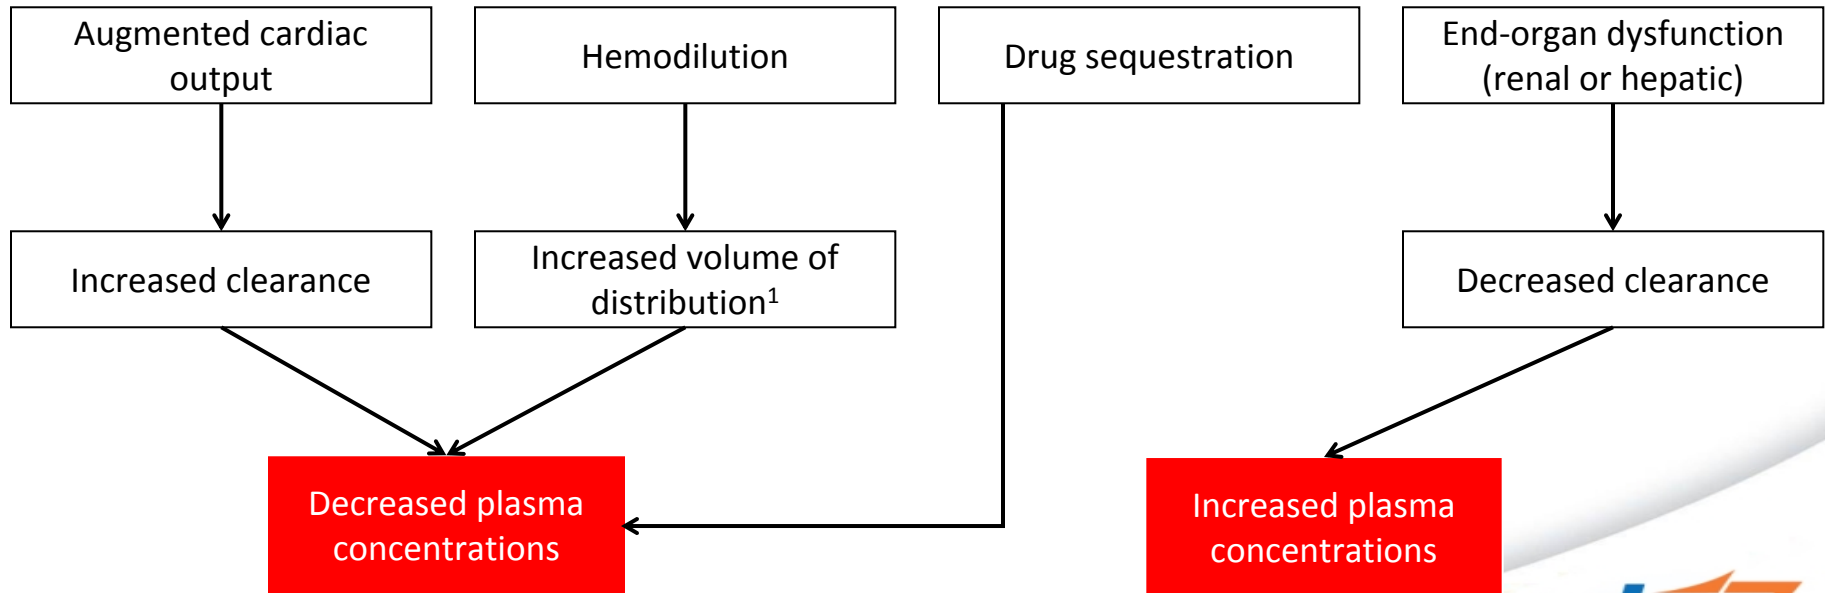 Augmented cardiac
output
Hemodilution
Drug sequestration
End-organ dysfunction
(renal or hepatic)
Increased clearance
Increased volume of
distribution¹
Decreased clearance
Decreased plasma
concentrations
Increased plasma
concentrations